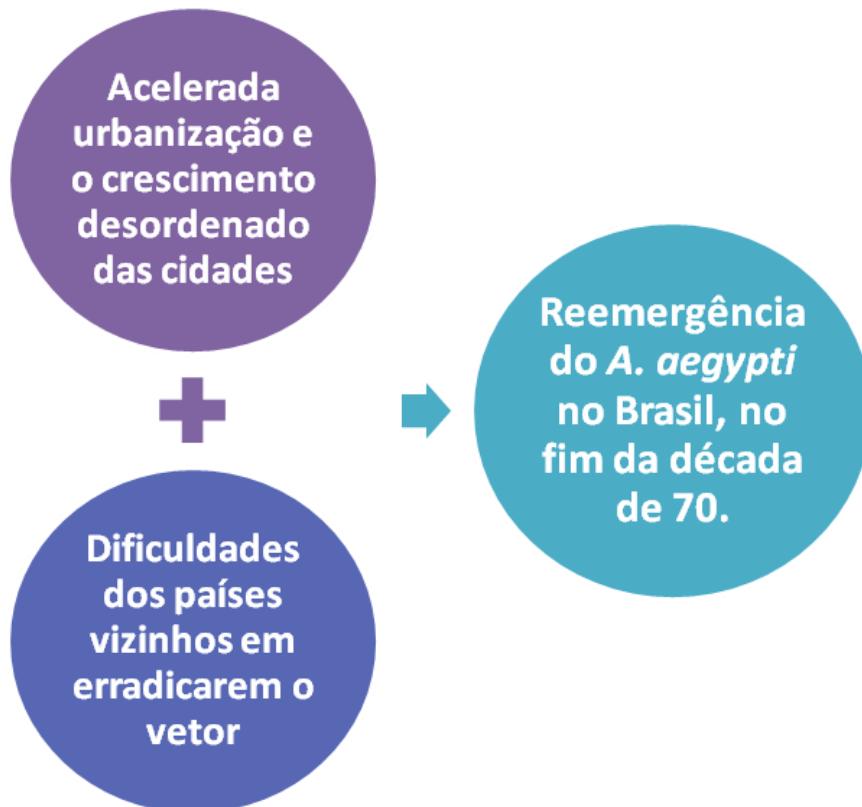 Acelerada
urbanização e
o crescimento
desordenado
das cidades
Dificuldades
dos países
vizinhos em
erradicarem o
vetor
Reemergência
do A. aegypti
no Brasil, no
fim da década
de 70.